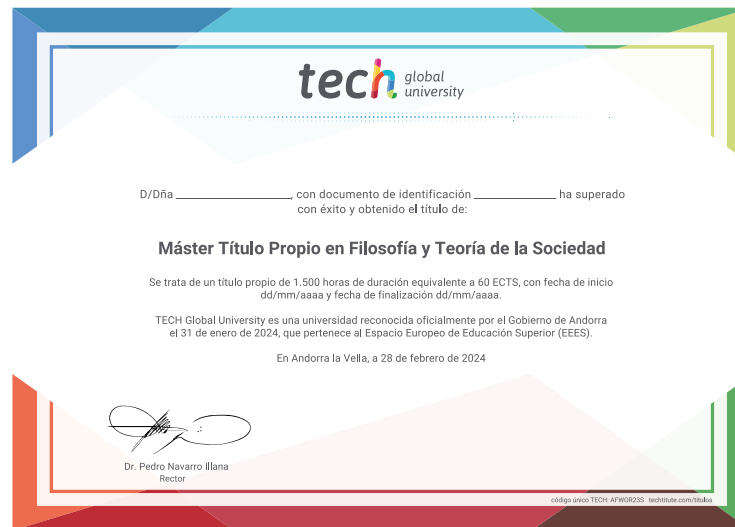 tech global university
D/Dña ______________________, con documento de identificación ________________ ha superado
con éxito y obtenido el título de:
Máster Título Propio en Filosofía y Teoría de la Sociedad
Se trata de un título propio de 1.500 horas de duración equivalente a 60 ECTS, con fecha de inicio
dd/mm/aaaa y fecha de finalización dd/mm/aaaa.
TECH Global University es una universidad reconocida oficialmente por el Gobierno de Andorra
el 31 de enero de 2024, que pertenece al Espacio Europeo de Educación Superior (EEES).
En Andorra la Vella, a 28 de febrero de 2024
Dr. Pedro Navarro Illana
Rector
código único TECH: AFWOR23S techtitute.com/titulos